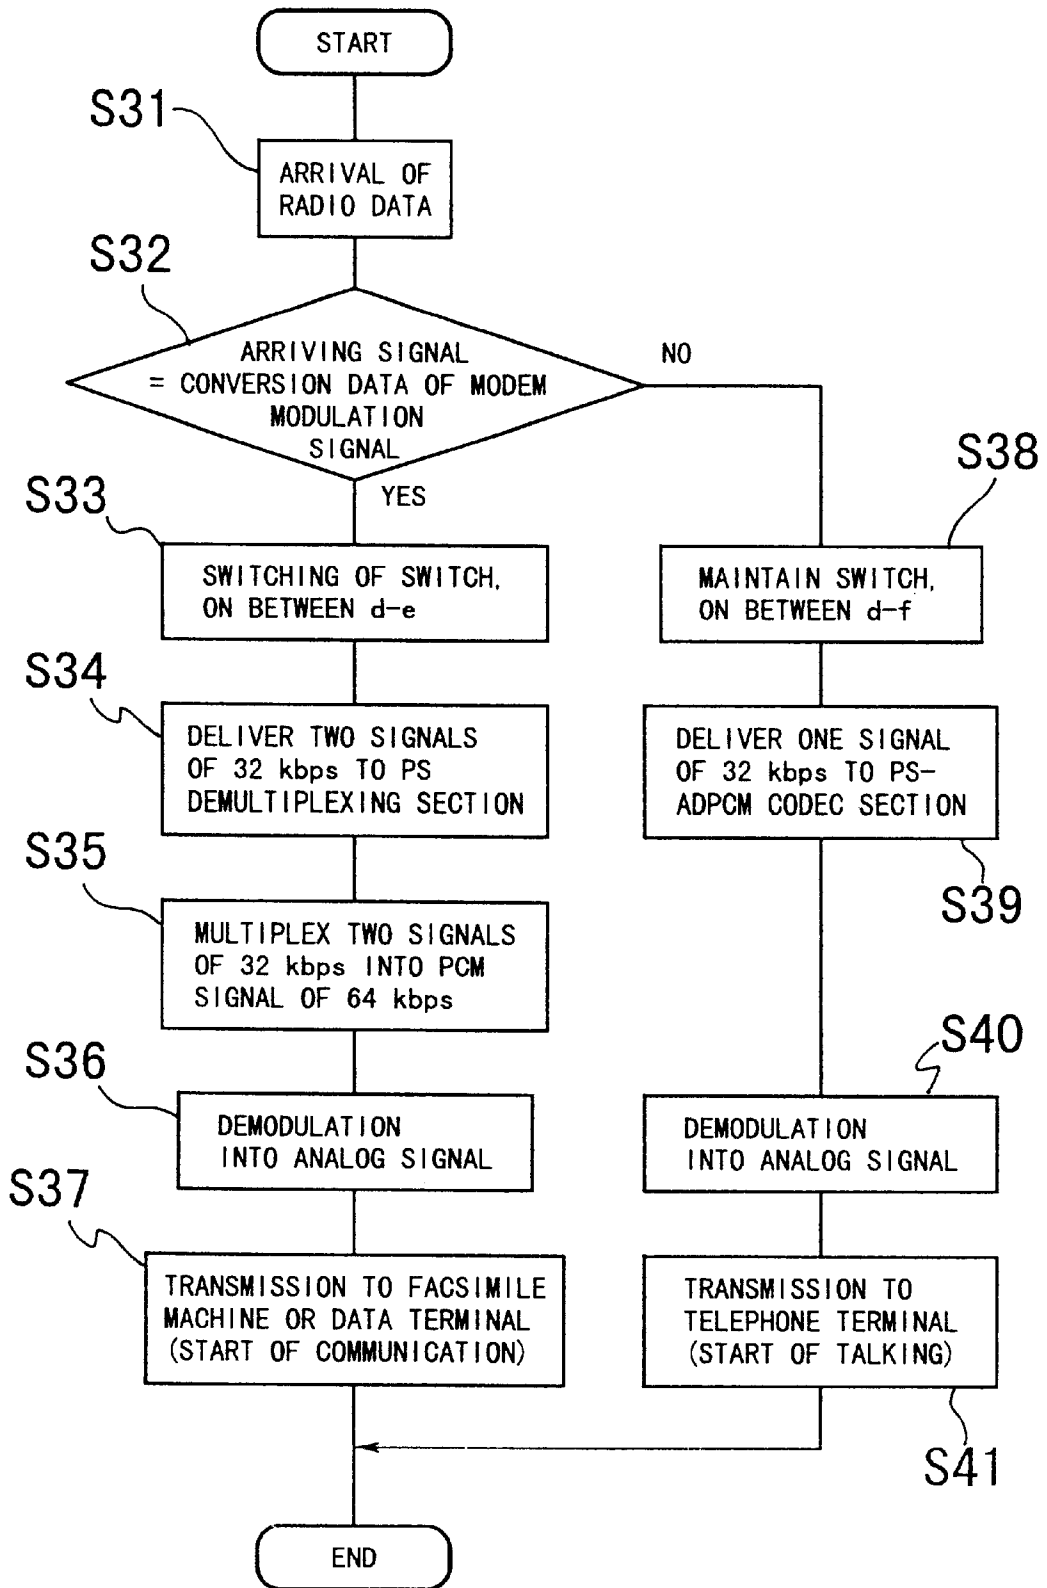 START
S31
ARRIVAL OF
RADIO DATA
S32
ARRIVING SIGNAL
= CONVERSION DATA OF MODEM
MODULATION
SIGNAL
NO
YES
S33
SWITCHING OF SWITCH,
ON BETWEEN d-e
S38
MAINTAIN SWITCH,
ON BETWEEN d-f
S34
DELIVER TWO SIGNALS
OF 32 kbps TO PS
DEMULTIPLEXING SECTION
DELIVER ONE SIGNAL
OF 32 kbps TO PS-
ADPCM CODEC SECTION
S39
S35
MULTIPLEX TWO SIGNALS
OF 32 kbps INTO PCM
SIGNAL OF 64 kbps
S36
DEMODULATION
INTO ANALOG SIGNAL
S40
DEMODULATION
INTO ANALOG SIGNAL
S37
TRANSMISSION TO FACSIMILE
MACHINE OR DATA TERMINAL
(START OF COMMUNICATION)
TRANSMISSION TO
TELEPHONE TERMINAL
(START OF TALKING)
S41
END